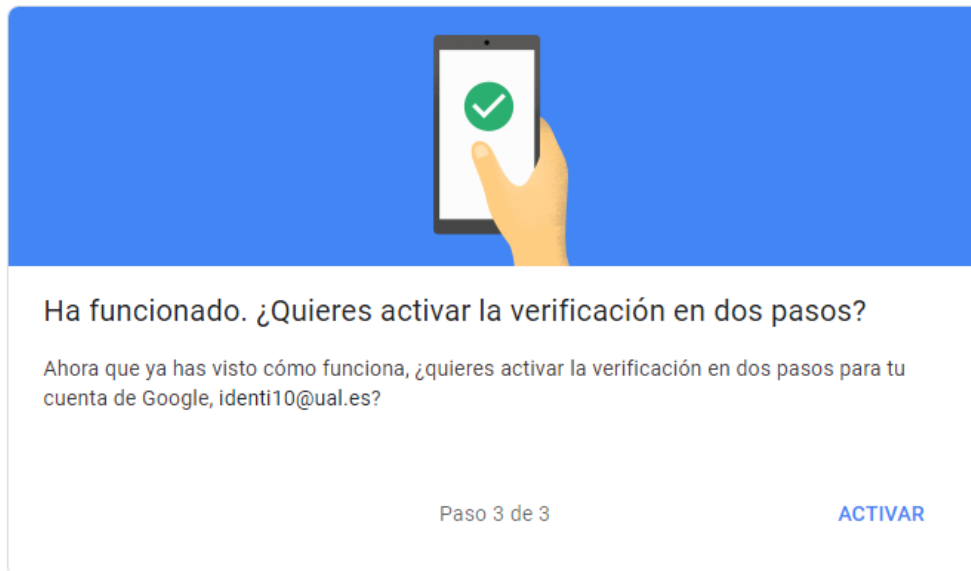 Ha funcionado. ¿Quieres activar la verificación en dos pasos?
Ahora que ya has visto cómo funciona, ¿quieres activar la verificación en dos pasos para tu
cuenta de Google, identi10@ual.es?
Paso 3 de 3
ACTIVAR